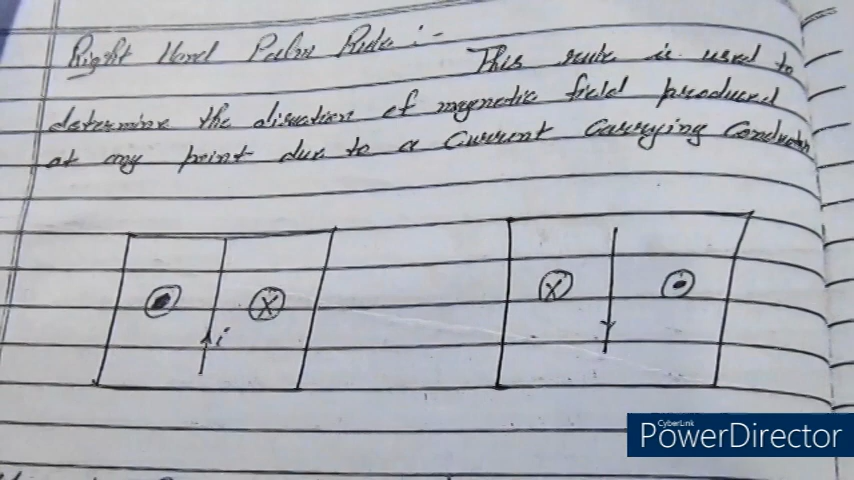 Right Hand Palm Rule :-
This rule is used to
determine the direction of magnetic field produced
at any point due to a Current Carrying Conductor
i
CyberLink
PowerDirector